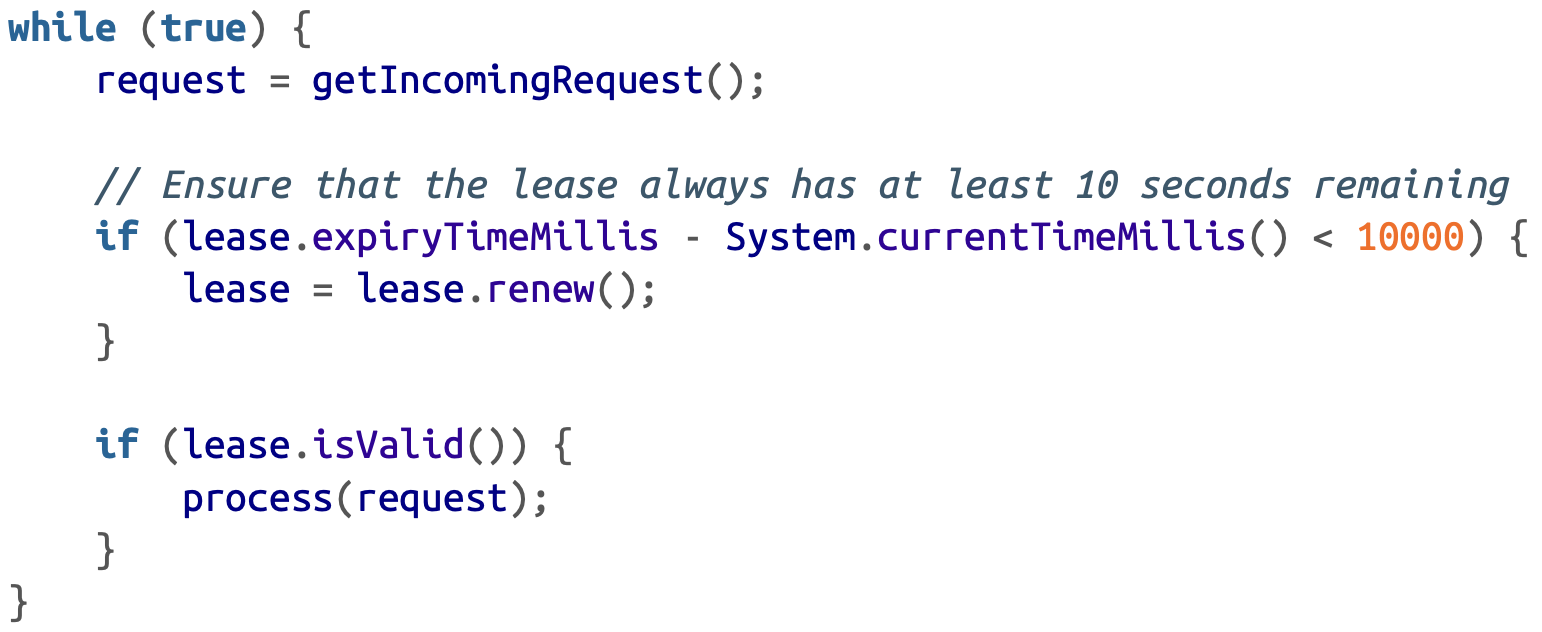 while (true) {
    request = getIncomingRequest();

    // Ensure that the lease always has at least 10 seconds remaining
    if (lease.expiryTimeMillis - System.currentTimeMillis() < 10000) {
        lease = lease.renew();
    }

    if (lease.isValid()) {
        process(request);
    }
}